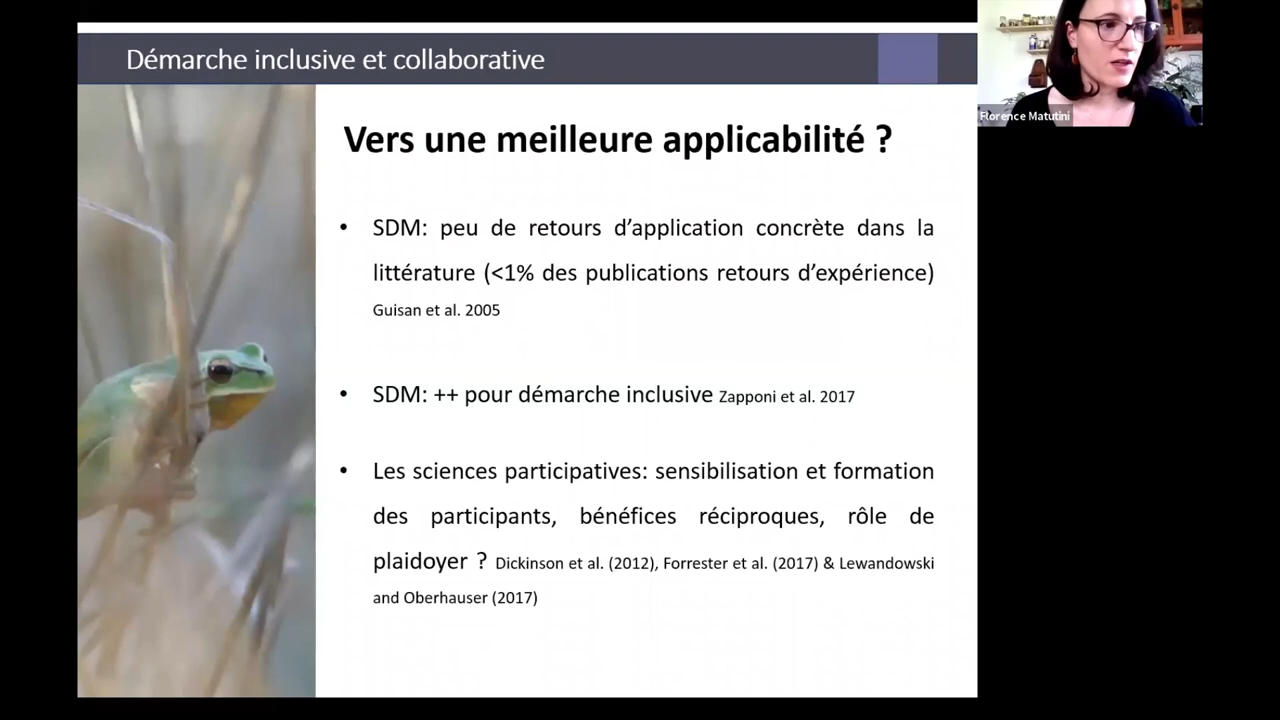 Démarche inclusive et collaborative
Florence Matutini
Vers une meilleure applicabilité ?
• SDM: peu de retours d’application concrète dans la
littérature (<1% des publications retours d’expérience)
Guisan et al. 2005
• SDM: ++ pour démarche inclusive Zapponi et al. 2017
• Les sciences participatives: sensibilisation et formation
des participants, bénéfices réciproques, rôle de
plaidoyer ? Dickinson et al. (2012), Forrester et al. (2017) & Lewandowski
and Oberhauser (2017)